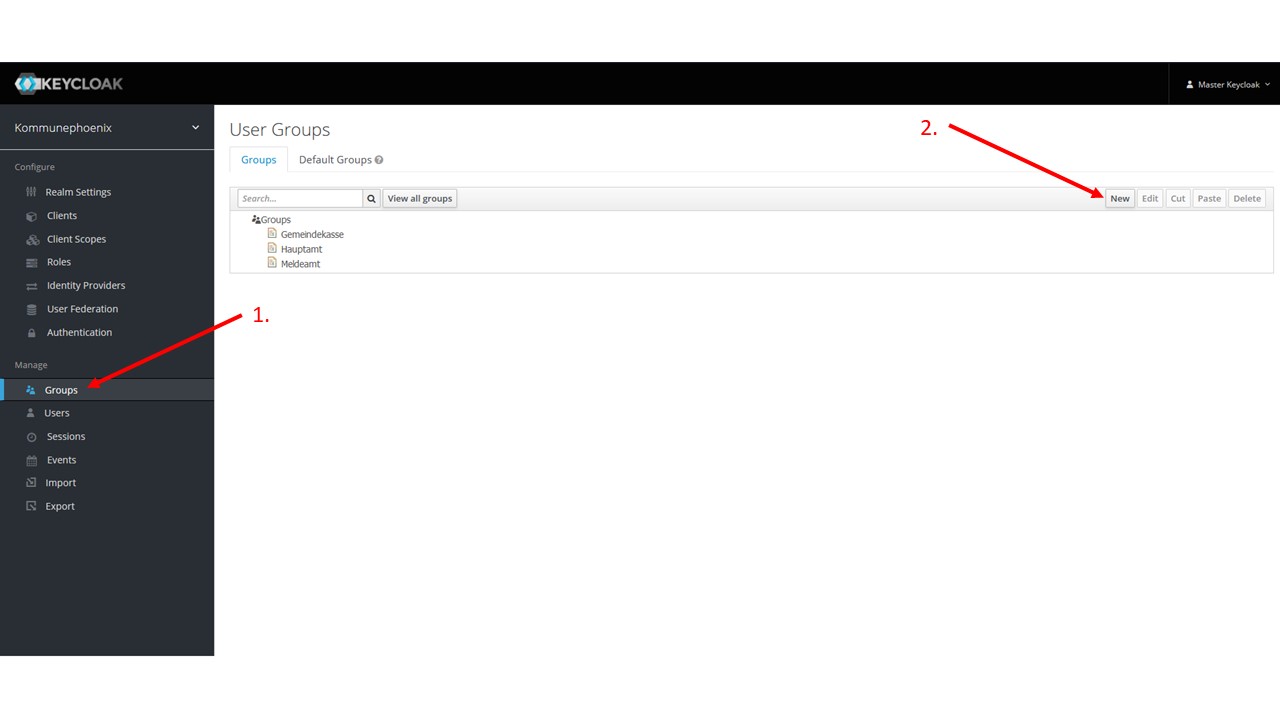 KEYCLOAK
Master Keycloak
Kommunephoenix
Configure
Realm Settings
Clients
Client Scopes
Roles
Identity Providers
User Federation
Authentication
Manage
Groups
Users
Sessions
Events
Import
Export
User Groups
Groups
Default Groups
Search...
View all groups
New
Edit
Cut
Paste
Delete
Groups
Gemeindekasse
Hauptamt
Meldeamt
1.
2.